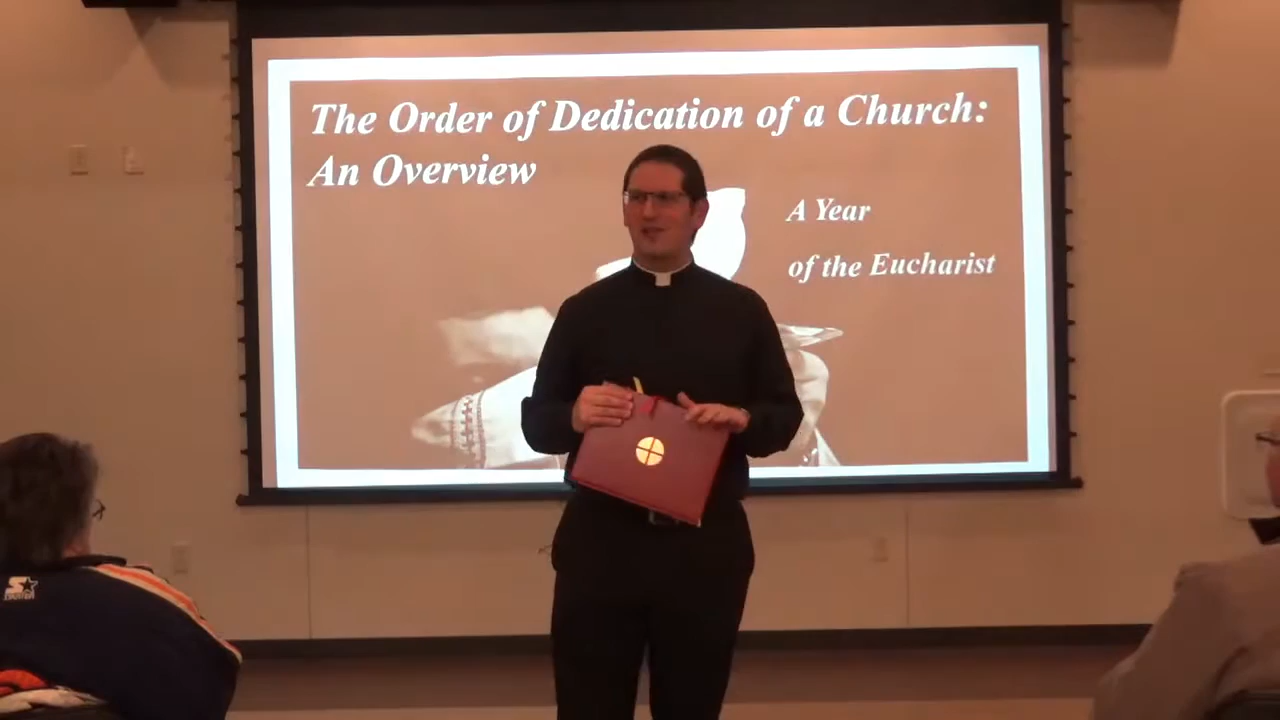 The Order of Dedication of a Church:
An Overview
A Year
of the Eucharist